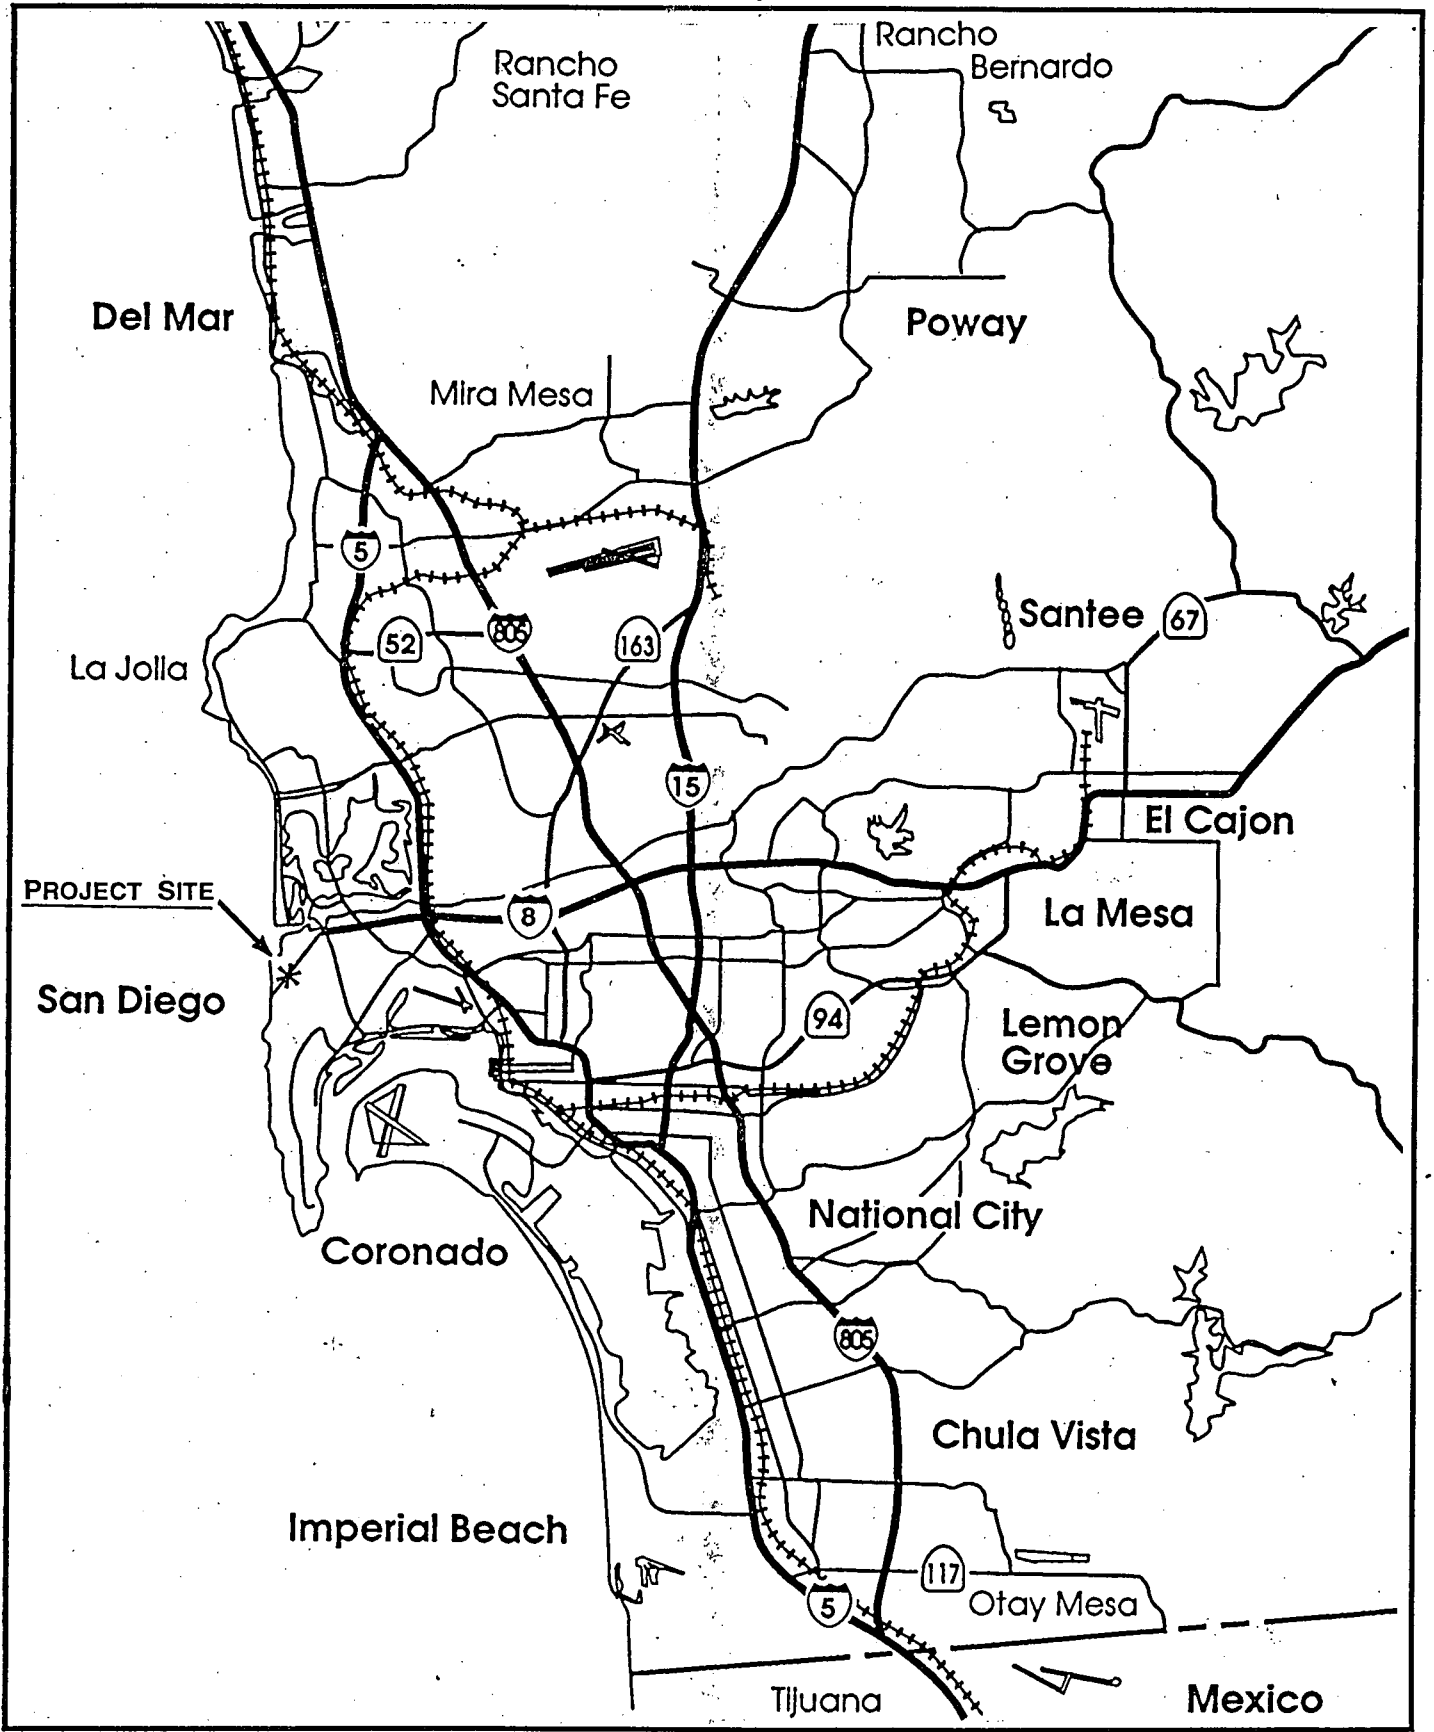 Rancho
Bernardo
Rancho
Santa Fe
Del Mar
Poway
Mira Mesa
5
Santee
67
805
52
163
La Jolla
15
El Cajon
PROJECT SITE
8
La Mesa
San Diego
94
Lemon
Grove
National City
Coronado
805
Chula Vista
Imperial Beach
117
5
Otay Mesa
Tijuana
Mexico